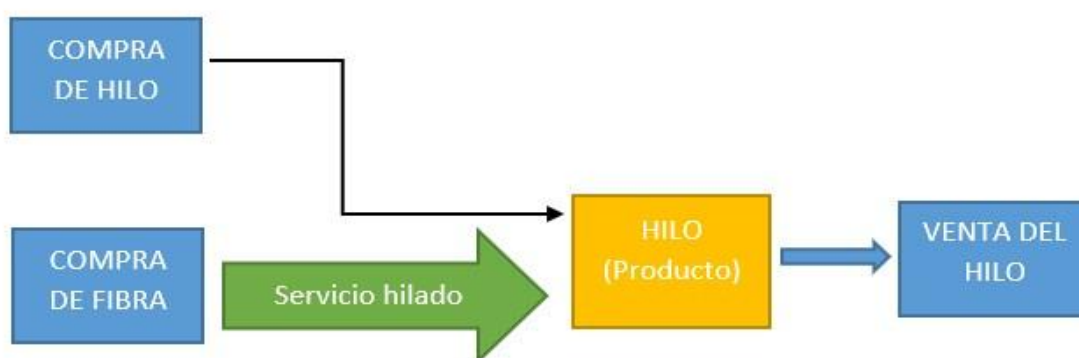 COMPRA
DE HILO
COMPRA
DE FIBRA
Servicio hilado
HILO
(Producto)
VENTA DEL
HILO